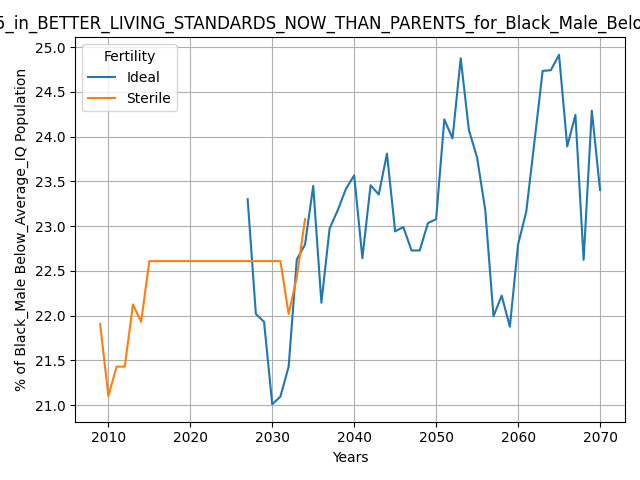 5_in_BETTER_LIVING_STANDARDS_NOW_THAN_PARENTS_for_Black_Male_Belo
Fertility
Ideal
Sterile
% of Black_Male Below_Average_IQ Population
25.0
24.5
24.0
23.5
23.0
22.5
22.0
21.5
21.0
2010 2020 2030 2040 2050 2060 2070
Years